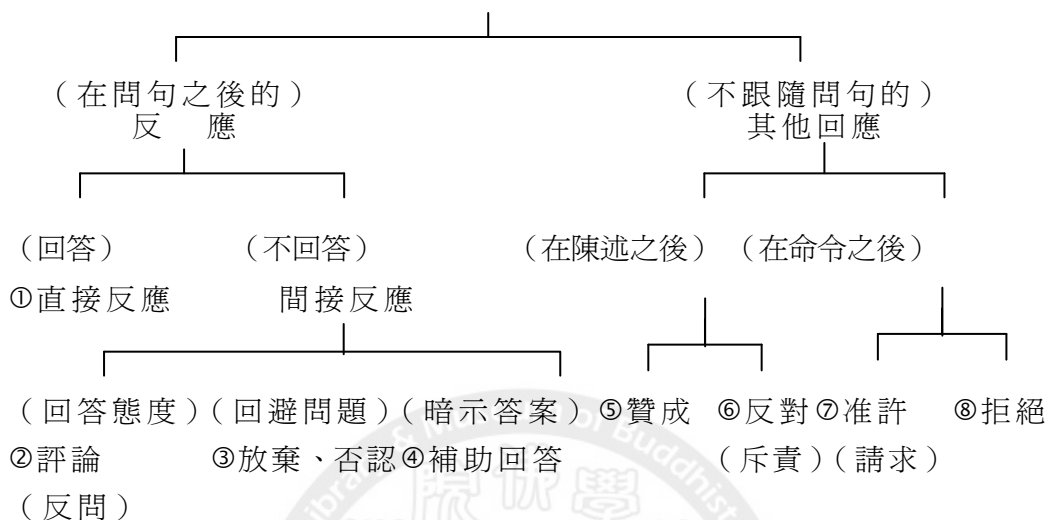 （在問句之後的） （不跟隨問句的）
反 應 其他回應
（回答） （不回答） （在陳述之後） （在命令之後）
①直接反應 間接反應
（回答態度）（回避問題）（暗示答案）⑤贊成 ⑥反對⑦准許 ⑧拒絕
②評論 ③放棄、否認④補助回答 （斥責）（請求）
（反問）